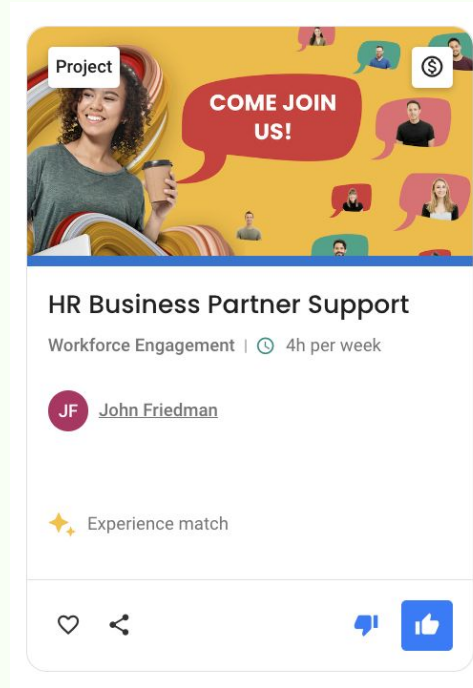 Project
COME JOIN
US!
HR Business Partner Support
Workforce Engagement | 4h per week
JF
John Friedman
Experience match